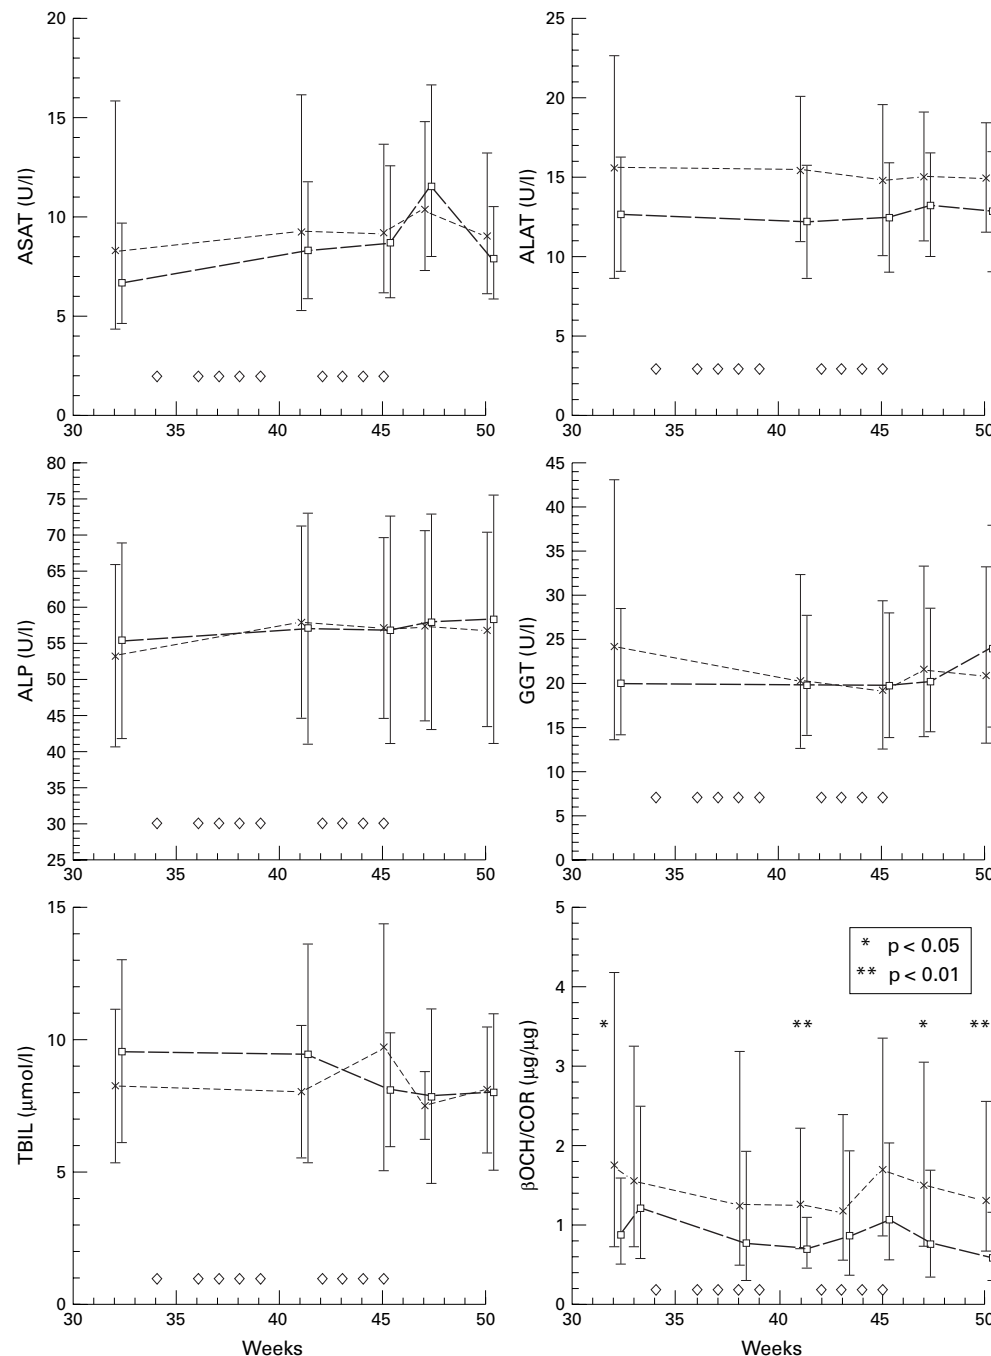 20
15
10
5
0
ASAT (U/l)
30 35 40 45 50
25
20
15
10
5
0
ALAT (U/l)
30 35 40 45 50
80
75
70
65
60
55
50
45
40
35
30
25
ALP (U/l)
30 35 40 45 50
45
40
35
30
25
20
15
10
5
0
GGT (U/l)
30 35 40 45 50
15
10
5
0
TBIL (µmol/l)
30 35 40 45 50
Weeks
5
4
3
2
1
0
βOCH/COR (µg/µg)
* p < 0.05
** p < 0.01
* ** * **
30 35 40 45 50
Weeks